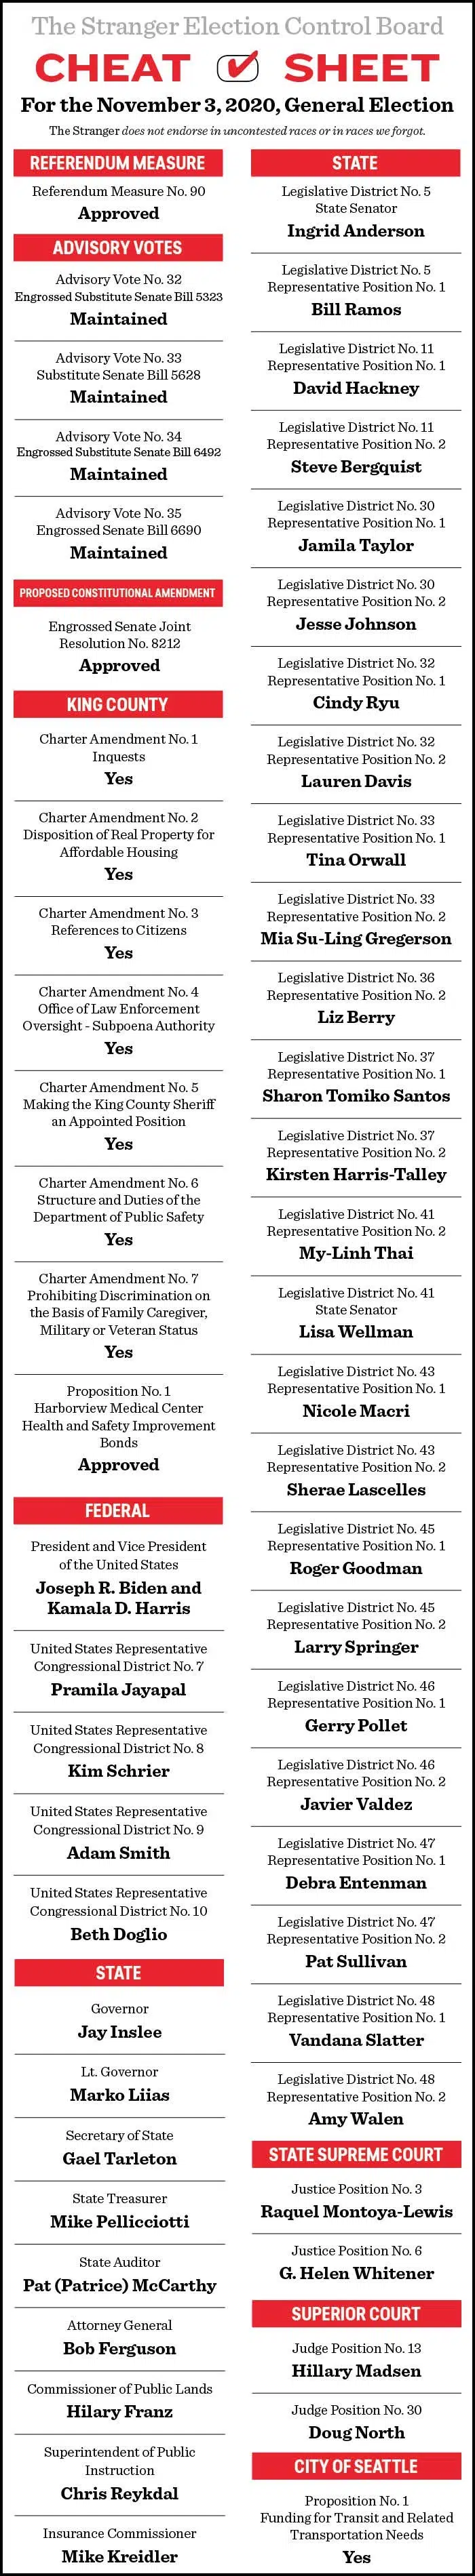 The Stranger Election Control Board
CHEAT SHEET
For the November 3, 2020, General Election
The Stranger does not endorse in uncontested races or in races we forgot.
REFERENDUM MEASURE
Referendum Measure No. 90
Approved
ADVISORY VOTES
Advisory Vote No. 32
Engrossed Substitute Senate Bill 5323
Maintained
Advisory Vote No. 33
Substitute Senate Bill 5628
Maintained
Advisory Vote No. 34
Engrossed Substitute Senate Bill 6492
Maintained
Advisory Vote No. 35
Engrossed Senate Bill 6690
Maintained
PROPOSED CONSTITUTIONAL AMENDMENT
Engrossed Senate Joint
Resolution No. 8212
Approved
KING COUNTY
Charter Amendment No. 1
Inquests
Yes
Charter Amendment No. 2
Disposition of Real Property for
Affordable Housing
Yes
Charter Amendment No. 3
References to Citizens
Yes
Charter Amendment No. 4
Office of Law Enforcement
Oversight - Subpoena Authority
Yes
Charter Amendment No. 5
Making the King County Sheriff
an Appointed Position
Yes
Charter Amendment No. 6
Structure and Duties of the
Department of Public Safety
Yes
Charter Amendment No. 7
Prohibiting Discrimination on
the Basis of Family Caregiver,
Military or Veteran Status
Yes
Proposition No. 1
Harborview Medical Center
Health and Safety Improvement
Bonds
Approved
FEDERAL
President and Vice President
of the United States
Joseph R. Biden and
Kamala D. Harris
United States Representative
Congressional District No. 7
Pramila Jayapal
United States Representative
Congressional District No. 8
Kim Schrier
United States Representative
Congressional District No. 9
Adam Smith
United States Representative
Congressional District No. 10
Beth Doglio
STATE
Governor
Jay Inslee
Lt. Governor
Marko Liias
Secretary of State
Gael Tarleton
State Treasurer
Mike Pellicciotti
State Auditor
Pat (Patrice) McCarthy
Attorney General
Bob Ferguson
Commissioner of Public Lands
Hilary Franz
Superintendent of Public
Instruction
Chris Reykdal
Insurance Commissioner
Mike Kreidler
STATE
Legislative District No. 5
State Senator
Ingrid Anderson
Legislative District No. 5
Representative Position No. 1
Bill Ramos
Legislative District No. 11
Representative Position No. 1
David Hackney
Legislative District No. 11
Representative Position No. 2
Steve Bergquist
Legislative District No. 30
Representative Position No. 1
Jamila Taylor
Legislative District No. 30
Representative Position No. 2
Jesse Johnson
Legislative District No. 32
Representative Position No. 1
Cindy Ryu
Legislative District No. 32
Representative Position No. 2
Lauren Davis
Legislative District No. 33
Representative Position No. 1
Tina Orwall
Legislative District No. 33
Representative Position No. 2
Mia Su-Ling Gregerson
Legislative District No. 36
Representative Position No. 2
Liz Berry
Legislative District No. 37
Representative Position No. 1
Sharon Tomiko Santos
Legislative District No. 37
Representative Position No. 2
Kirsten Harris-Talley
Legislative District No. 41
Representative Position No. 2
My-Linh Thai
Legislative District No. 41
State Senator
Lisa Wellman
Legislative District No. 43
Representative Position No. 1
Nicole Macri
Legislative District No. 43
Representative Position No. 2
Sherae Lascelles
Legislative District No. 45
Representative Position No. 1
Roger Goodman
Legislative District No. 45
Representative Position No. 2
Larry Springer
Legislative District No. 46
Representative Position No. 1
Gerry Pollet
Legislative District No. 46
Representative Position No. 2
Javier Valdez
Legislative District No. 47
Representative Position No. 1
Debra Entenman
Legislative District No. 47
Representative Position No. 2
Pat Sullivan
Legislative District No. 48
Representative Position No. 1
Vandana Slatter
Legislative District No. 48
Representative Position No. 2
Amy Walen
STATE SUPREME COURT
Justice Position No. 3
Raquel Montoya-Lewis
Justice Position No. 6
G. Helen Whitener
SUPERIOR COURT
Judge Position No. 13
Hillary Madsen
Judge Position No. 30
Doug North
CITY OF SEATTLE
Proposition No. 1
Funding for Transit and Related
Transportation Needs
Yes